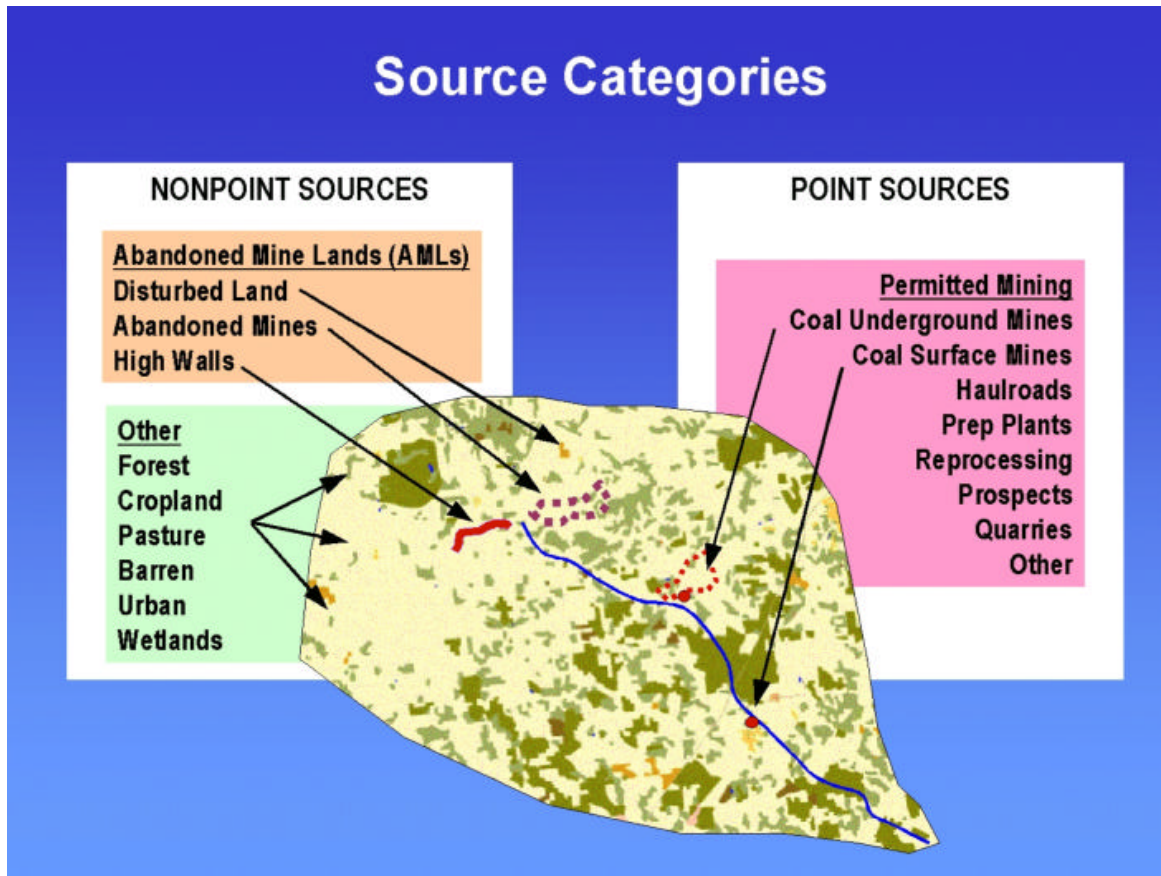 Source Categories
NONPOINT SOURCES
Abandoned Mine Lands (AMLs)
Disturbed Land
Abandoned Mines
High Walls
Other
Forest
Cropland
Pasture
Barren
Urban
Wetlands
POINT SOURCES
Permitted Mining
Coal Underground Mines
Coal Surface Mines
Haulroads
Prep Plants
Reprocessing
Prospects
Quarries
Other